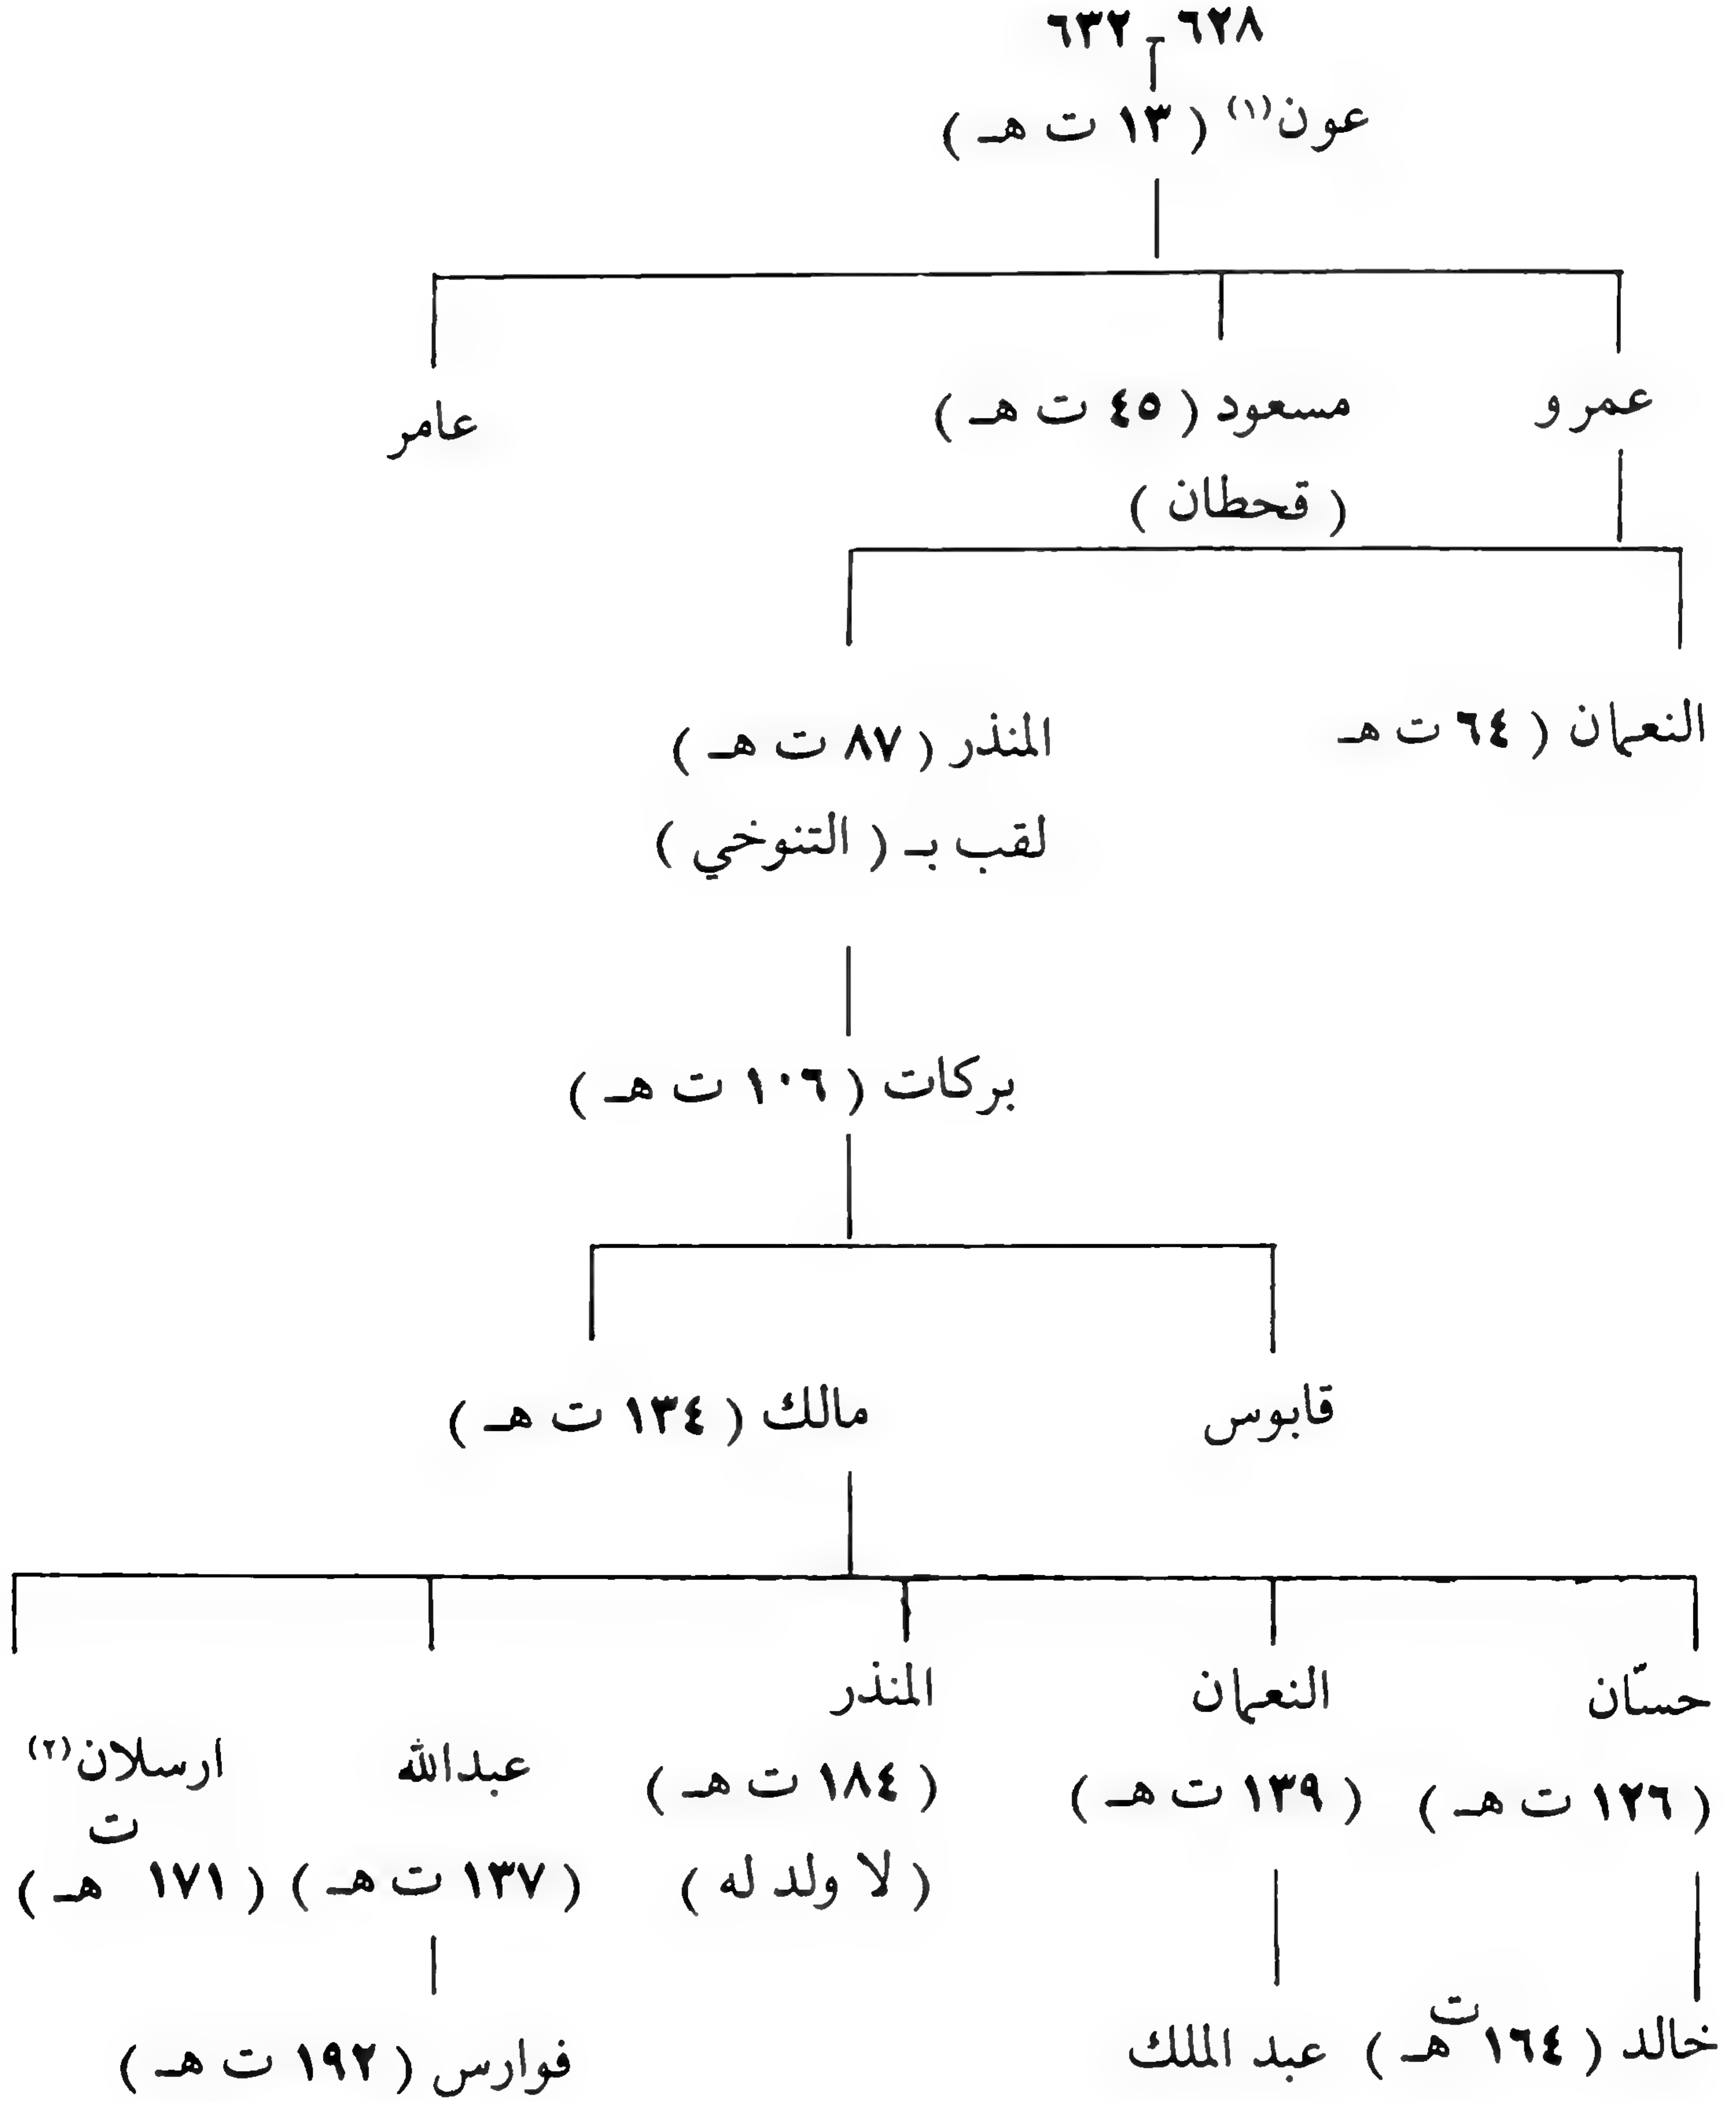 ٦٢٨ - ٦٣٢
عون(١) ( ١٣ ت هـ )
عمرو
مسعود ( ٤٥ ت هـ )
عامر
( قحطان )
النعمان ( ٦٤ ت هـ
المنذر ( ٨٧ ت هـ )
لقب بـ ( التنوخي )
بركات ( ١٠٦ ت هـ )
قابوس
مالك ( ١٣٤ ت هـ )
حسّان
النعمان
المنذر
عبدالله
ارسلان(٢)
( ١٢٦ ت هـ )
( ١٣٩ ت هـ )
( ١٨٤ ت هـ )
ت
( لا ولد له )
( ١٣٧ ت هـ )
( ١٧١ هـ )
خالد ( ١٦٤ ت هـ )
عبد الملك
فوارس ( ١٩٢ ت هـ )